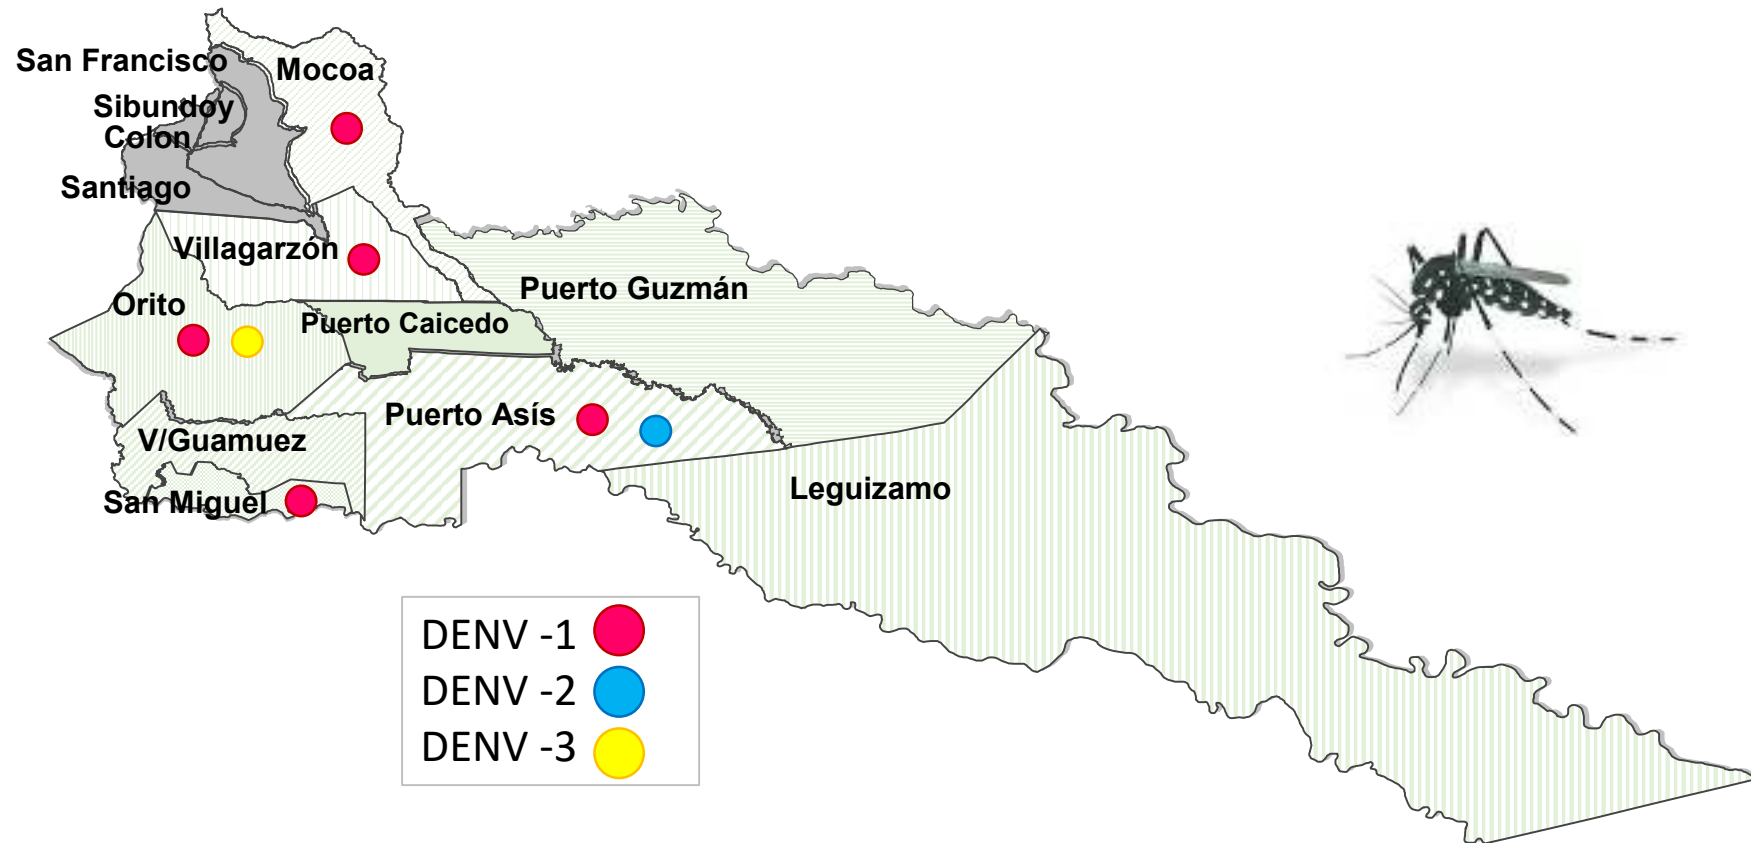 San Francisco
Mocoa
Sibundoy
Colon
Santiago
Villagarzón
Puerto Guzmán
Orito
Puerto Caicedo
Puerto Asís
V/Guamuez
Leguizamo
San Miguel
DENV -1
DENV -2
DENV -3